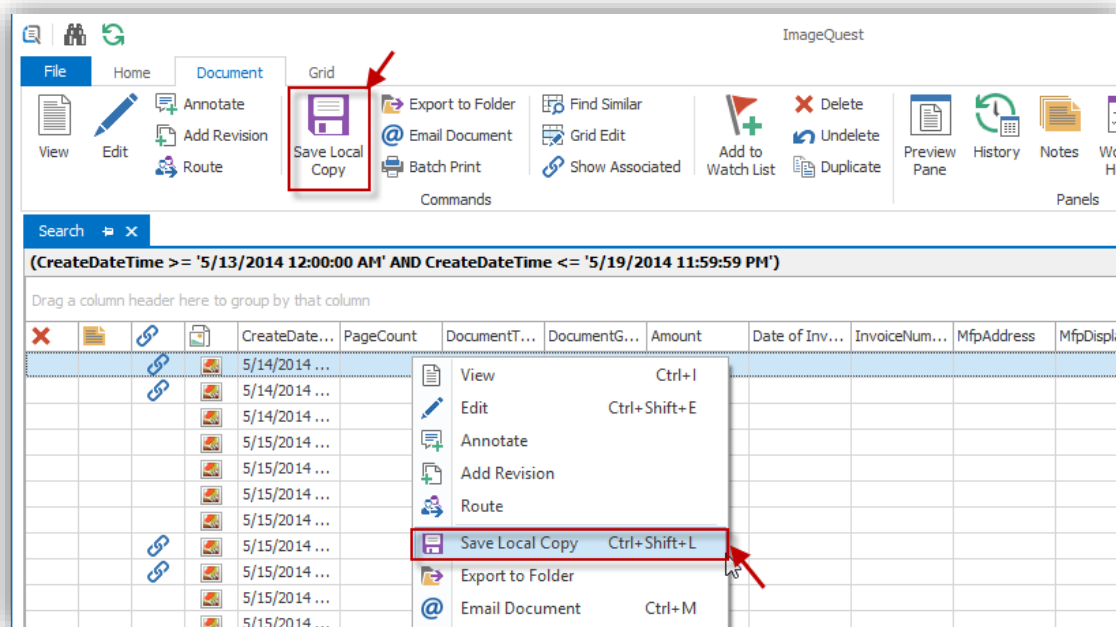 ImageQuest
File Home Document Grid
View
Edit
Annotate
Add Revision
Route
Save Local
Copy
Export to Folder
Email Document
Batch Print
Find Similar
Grid Edit
Show Associated
Add to
Watch List
Delete
Undelete
Duplicate
Preview
Pane
History
Notes
Commands
Panels
Search
(CreateDateTime >= '5/13/2014 12:00:00 AM' AND CreateDateTime <= '5/19/2014 11:59:59 PM')
Drag a column header here to group by that column
CreateDate... PageCount DocumentT... DocumentG... Amount Date of Inv... InvoiceNum... MfpAddress MfpDispla
5/14/2014 ...
5/14/2014 ...
5/14/2014 ...
5/15/2014 ...
5/15/2014 ...
5/15/2014 ...
5/15/2014 ...
5/15/2014 ...
5/15/2014 ...
5/15/2014 ...
5/15/2014 ...
View Ctrl+I
Edit Ctrl+Shift+E
Annotate
Add Revision
Route
Save Local Copy Ctrl+Shift+L
Export to Folder
Email Document Ctrl+M